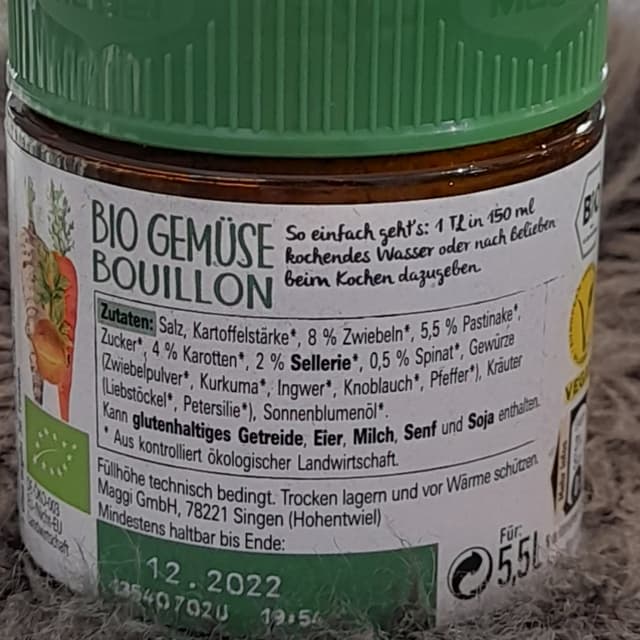 BIO GEMÜSE
BOUILLON
So einfach geht's: 1 TL in 150 ml
kochendes Wasser oder nach Belieben
beim Kochen dazugeben.
Zutaten: Salz, Kartoffelstärke*, 8 % Zwiebeln*, 5,5 % Pastinake*,
Zucker*, 4 % Karotten*, 2 % Sellerie*, 0,5 % Spinat*, Gewürze
(Zwiebelpulver*, Kurkuma*, Ingwer*, Knoblauch*, Pfeffer*), Kräuter
(Liebstöckel*, Petersilie*), Sonnenblumenöl*.
Kann glutenhaltiges Getreide, Eier, Milch, Senf und Soja enthalten.
* Aus kontrolliert ökologischer Landwirtschaft.
Füllhöhe technisch bedingt. Trocken lagern und vor Wärme schützen.
Maggi GmbH, 78221 Singen (Hohentwiel)
Mindestens haltbar bis Ende:
12.2022
Für:
5,5L